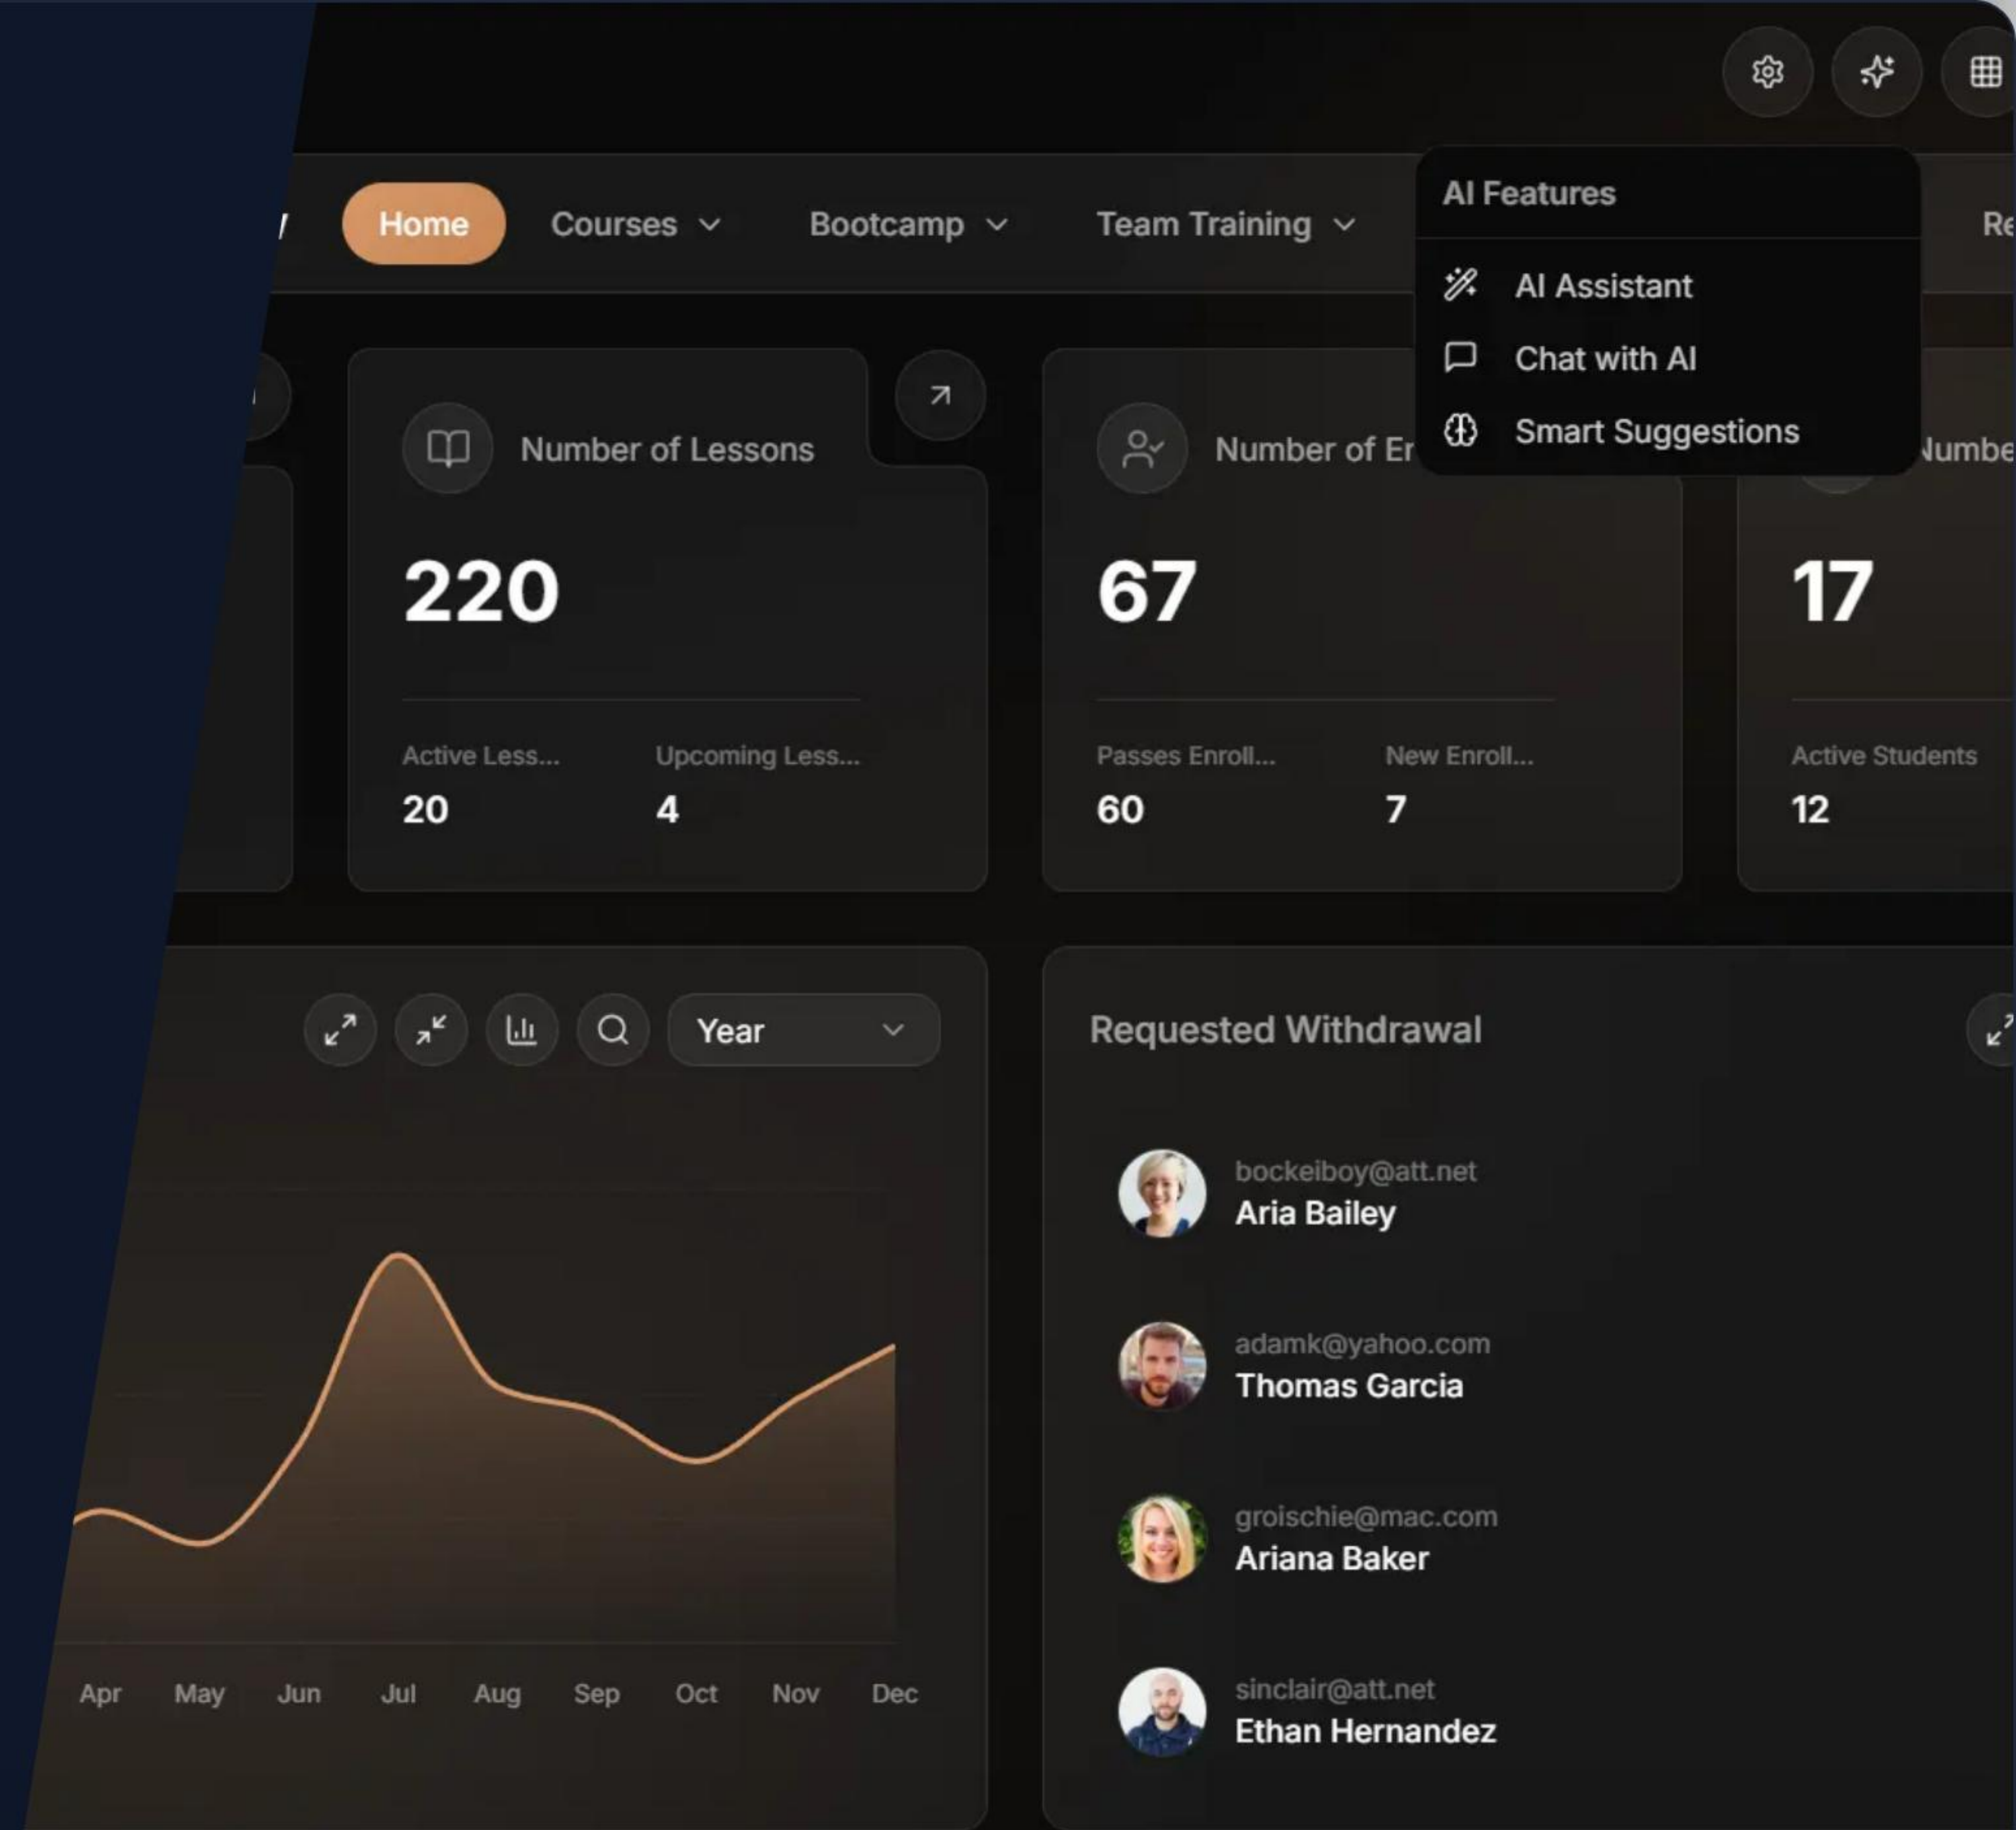 Home Courses Bootcamp Team Training
AI Features
AI Assistant
Chat with AI
Smart Suggestions
Number of Lessons
220
Active Less... Upcoming Less...
20 4
Number of
67
Passes Enroll... New Enroll...
60 7
17
Active Students
12
Year
Apr May Jun Jul Aug Sep Oct Nov Dec
Requested Withdrawal
bockeiboy@att.net
Aria Bailey
adamk@yahoo.com
Thomas Garcia
groischie@mac.com
Ariana Baker
sinclair@att.net
Ethan Hernandez